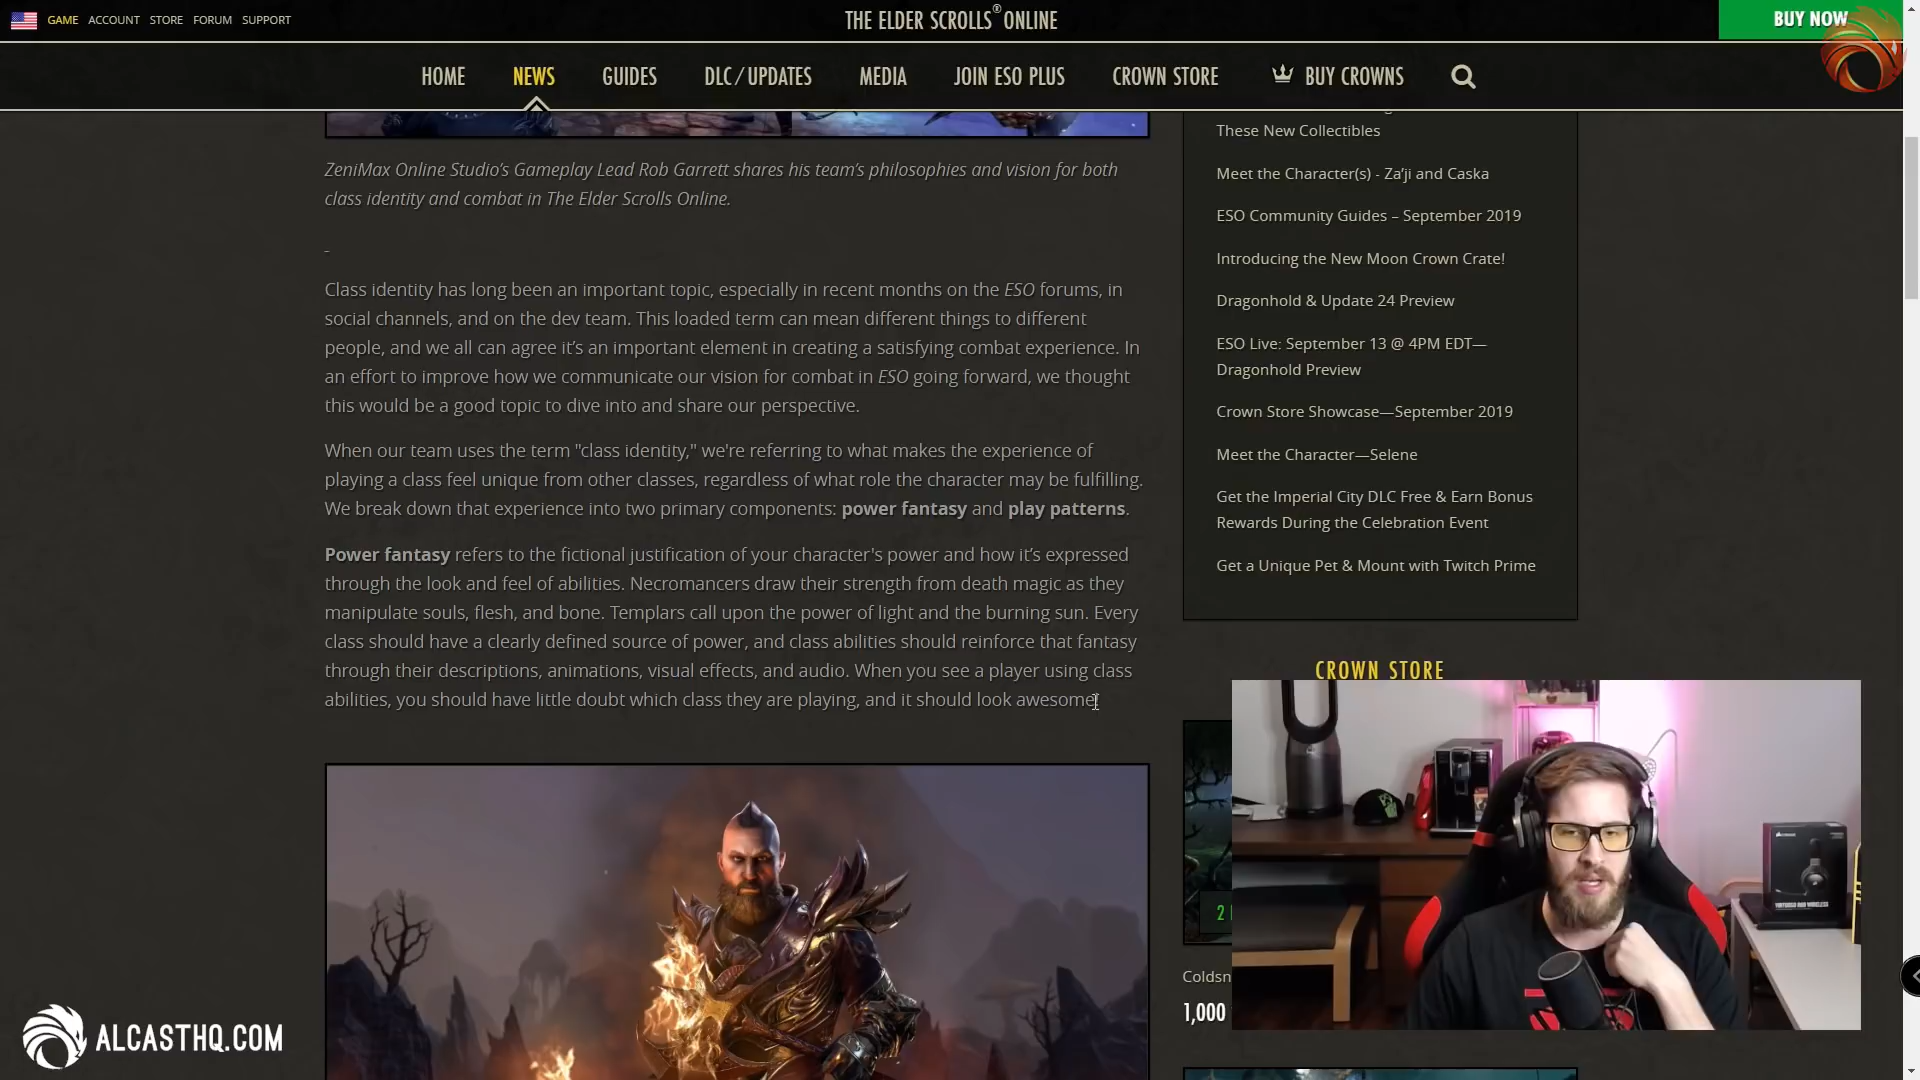 GAME ACCOUNT STORE FORUM SUPPORT
THE ELDER SCROLLS® ONLINE
BUY NOW
HOME NEWS GUIDES DLC / UPDATES MEDIA JOIN ESO PLUS CROWN STORE BUY CROWNS
ZeniMax Online Studio’s Gameplay Lead Rob Garrett shares his team’s philosophies and vision for both
class identity and combat in The Elder Scrolls Online.
_
Class identity has long been an important topic, especially in recent months on the ESO forums, in
social channels, and on the dev team. This loaded term can mean different things to different
people, and we all can agree it’s an important element in creating a satisfying combat experience. In
an effort to improve how we communicate our vision for combat in ESO going forward, we thought
this would be a good topic to dive into and share our perspective.
When our team uses the term "class identity," we're referring to what makes the experience of
playing a class feel unique from other classes, regardless of what role the character may be fulfilling.
We break down that experience into two primary components: power fantasy and play patterns.
Power fantasy refers to the fictional justification of your character's power and how it’s expressed
through the look and feel of abilities. Necromancers draw their strength from death magic as they
manipulate souls, flesh, and bone. Templars call upon the power of light and the burning sun. Every
class should have a clearly defined source of power, and class abilities should reinforce that fantasy
through their descriptions, animations, visual effects, and audio. When you see a player using class
abilities, you should have little doubt which class they are playing, and it should look awesome
These New Collectibles
Meet the Character(s) - Za’ji and Caska
ESO Community Guides – September 2019
Introducing the New Moon Crown Crate!
Dragonhold & Update 24 Preview
ESO Live: September 13 @ 4PM EDT—
Dragonhold Preview
Crown Store Showcase—September 2019
Meet the Character—Selene
Get the Imperial City DLC Free & Earn Bonus
Rewards During the Celebration Event
Get a Unique Pet & Mount with Twitch Prime
CROWN STORE
2
Coldsn
1,000
ALCASTHQ.COM